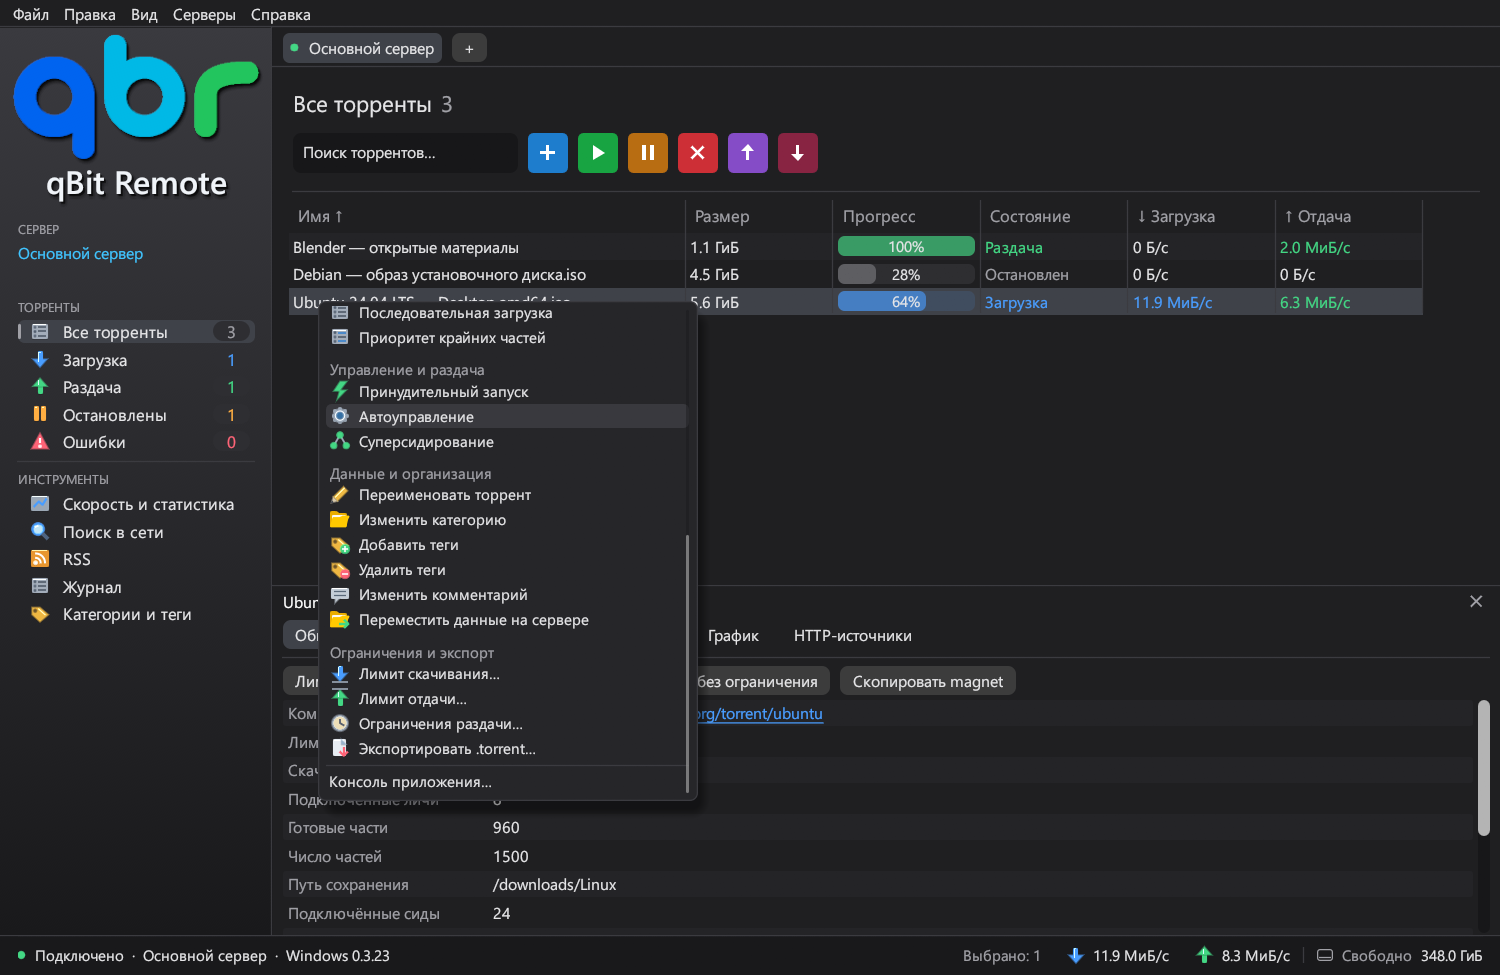 Файл Правка Вид Серверы Справка
qbr
qBit Remote
СЕРВЕР
Основной сервер
ТОРРЕНТЫ
Все торренты 3
Загрузка 1
Раздача 1
Остановлены 1
Ошибки 0
ИНСТРУМЕНТЫ
Скорость и статистика
Поиск в сети
RSS
Журнал
Категории и теги
Основной сервер +
Все торренты 3
Поиск торрентов...
Имя ↑ Размер Прогресс Состояние ↓ Загрузка ↑ Отдача
Blender — открытые материалы 1.1 ГиБ 100% Раздача 0 Б/с 2.0 МиБ/с
Debian — образ установочного диска.iso 4.5 ГиБ 28% Остановлен 0 Б/с 0 Б/с
5.6 ГиБ 64% Загрузка 11.9 МиБ/с 6.3 МиБ/с
Последовательная загрузка
Приоритет крайних частей
Управление и раздача
Принудительный запуск
Автоуправление
Суперсидирование
Данные и организация
Переименовать торрент
Изменить категорию
Добавить теги
Удалить теги
Изменить комментарий
Переместить данные на сервере
Ограничения и экспорт
Лимит скачивания...
Лимит отдачи...
Ограничения раздачи...
Экспортировать .torrent...
Консоль приложения...
График HTTP-источники
без ограничения Скопировать magnet
org/torrent/ubuntu
Готовые части 960
Число частей 1500
Путь сохранения /downloads/Linux
Подключённые сиды 24
Подключено · Основной сервер · Windows 0.3.23 Выбрано: 1 11.9 МиБ/с 8.3 МиБ/с Свободно 348.0 ГиБ